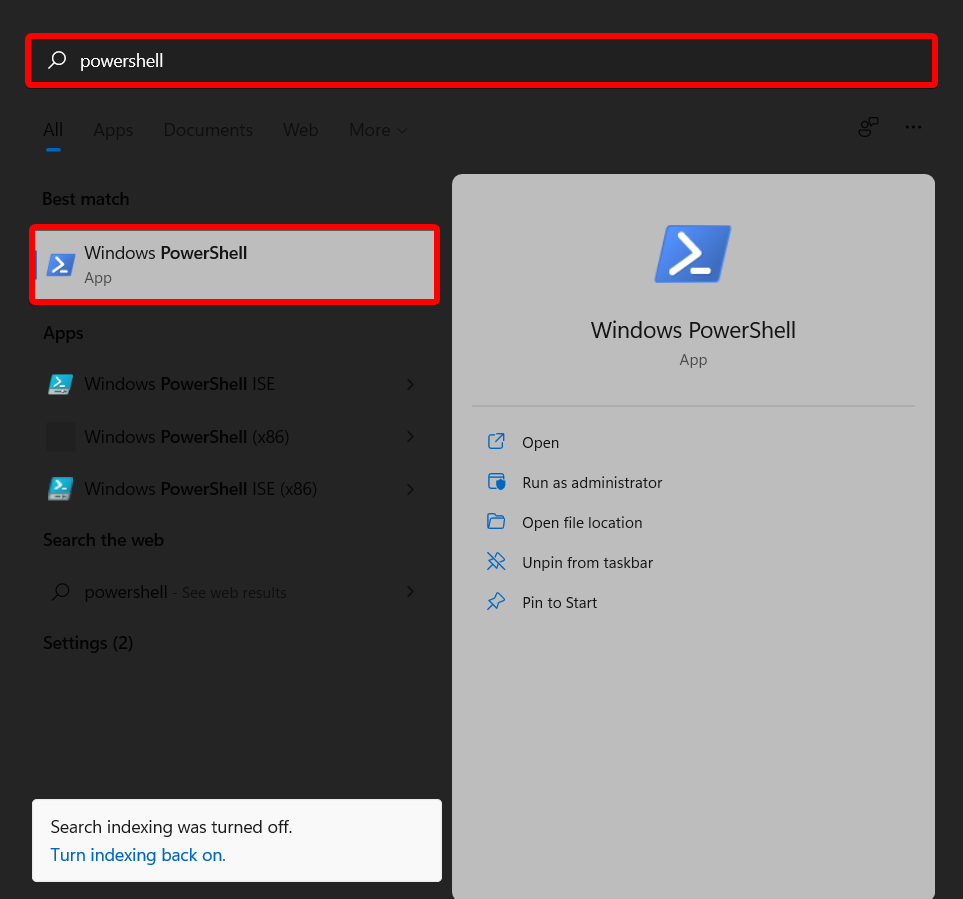 powershell
All Apps Documents Web More
Best match
Windows PowerShell
App
Apps
Windows PowerShell ISE
Windows PowerShell (x86)
Windows PowerShell ISE (x86)
Search the web
powershell - See web results
Settings (2)
Search indexing was turned off.
Turn indexing back on.
Windows PowerShell
App
Open
Run as administrator
Open file location
Unpin from taskbar
Pin to Start